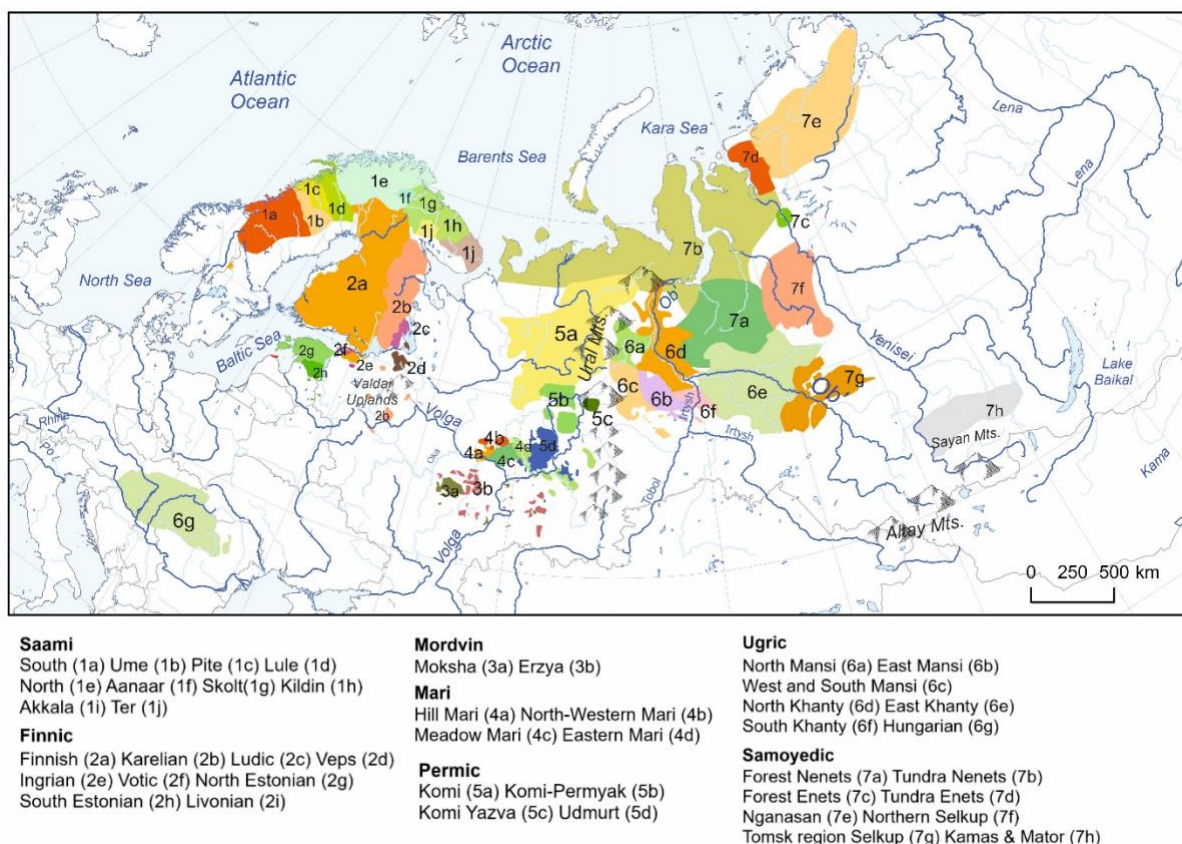 Arctic
Ocean
Atlantic
Ocean
Kara Sea
Lena
Barents Sea
Lena
North Sea
Baltic Sea
Ob
Ural Mts.
Yenisei
Lake
Baikal
Valdai
Uplands
Volga
Rhine
Po
Oka
Irtysh
Irtysh
Ob
Sayan Mts.
Kama
Tobol
Volga
Altay Mts.
1a
1b
1c
1d
1e
1f
1g
1h
1j
1j
2a
2b
2c
2d
2e
2f
2g
2h
2b
3a
3b
4a
4b
4c
4e
5a
5b
5c
5d
6a
6b
6c
6d
6e
6f
6g
7a
7b
7c
7d
7e
7f
7g
7h
0 250 500 km
Saami
South (1a) Ume (1b) Pite (1c) Lule (1d)
North (1e) Aanaar (1f) Skolt(1g) Kildin (1h)
Akkala (1i) Ter (1j)
Finnic
Finnish (2a) Karelian (2b) Ludic (2c) Veps (2d)
Ingrian (2e) Votic (2f) North Estonian (2g)
South Estonian (2h) Livonian (2i)
Mordvin
Moksha (3a) Erzya (3b)
Mari
Hill Mari (4a) North-Western Mari (4b)
Meadow Mari (4c) Eastern Mari (4d)
Permic
Komi (5a) Komi-Permyak (5b)
Komi Yazva (5c) Udmurt (5d)
Ugric
North Mansi (6a) East Mansi (6b)
West and South Mansi (6c)
North Khanty (6d) East Khanty (6e)
South Khanty (6f) Hungarian (6g)
Samoyedic
Forest Nenets (7a) Tundra Nenets (7b)
Forest Enets (7c) Tundra Enets (7d)
Nganasan (7e) Northern Selkup (7f)
Tomsk region Selkup (7g) Kamas & Mator (7h)